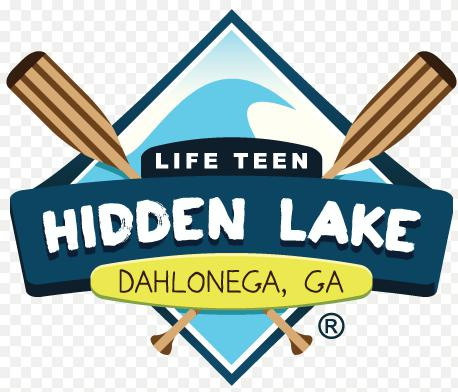 LIFE TEEN
HIDDEN LAKE
DAHLONEGA, GA
®